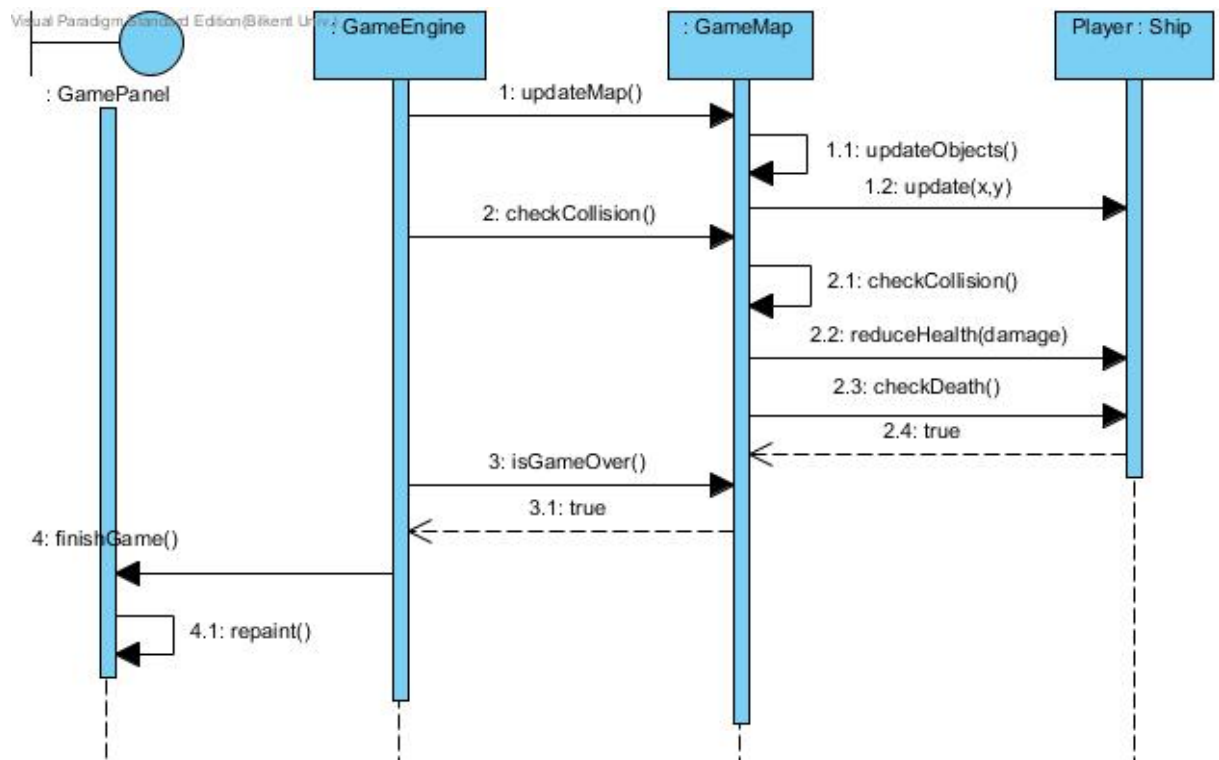 Visual Paradigm Standard Edition(Bilkent Univ.)
: GameEngine
: GameMap
Player : Ship
: GamePanel
1: updateMap()
1.1: updateObjects()
1.2: update(x,y)
2: checkCollision()
2.1: checkCollision()
2.2: reduceHealth(damage)
2.3: checkDeath()
2.4: true
3: isGameOver()
3.1: true
4: finishGame()
4.1: repaint()